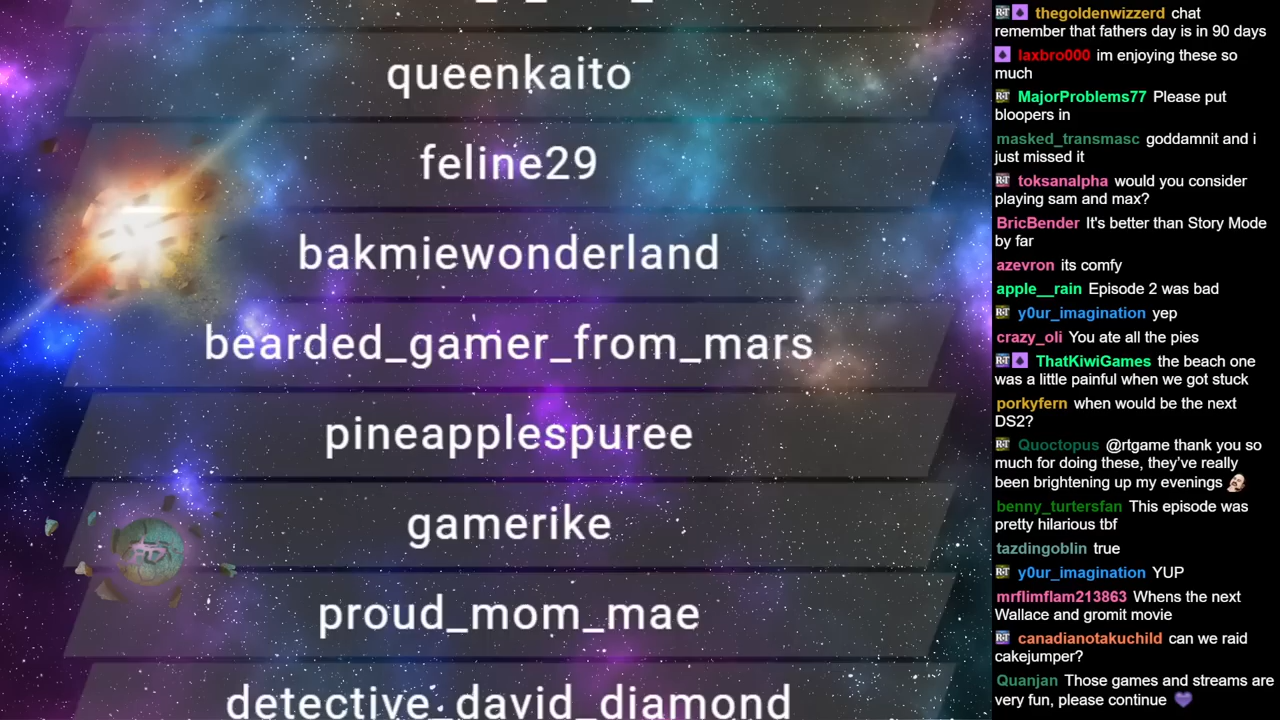 queenkaito
feline29
bakmiewonderland
bearded_gamer_from_mars
pineapplespuree
gamerike
proud_mom_mae
detective_david_diamond
thegoldenwizzerd chat
remember that fathers day is in 90 days
laxbro000 im enjoying these so
much
MajorProblems77 Please put
bloopers in
masked_transmasc goddamnit and i
just missed it
toksanalpha would you consider
playing sam and max?
BricBender It's better than Story Mode
by far
azevron its comfy
apple__rain Episode 2 was bad
y0ur_imagination yep
crazy_oli You ate all the pies
ThatKiwiGames the beach one
was a little painful when we got stuck
porkyfern when would be the next
DS2?
Quoctopus @rtgame thank you so
much for doing these, they've really
been brightening up my evenings
benny_turtersfan This episode was
pretty hilarious tbf
tazdingoblin true
y0ur_imagination YUP
mrflimflam213863 Whens the next
Wallace and gromit movie
canadianotakuchild can we raid
cakejumper?
Quanjan Those games and streams are
very fun, please continue